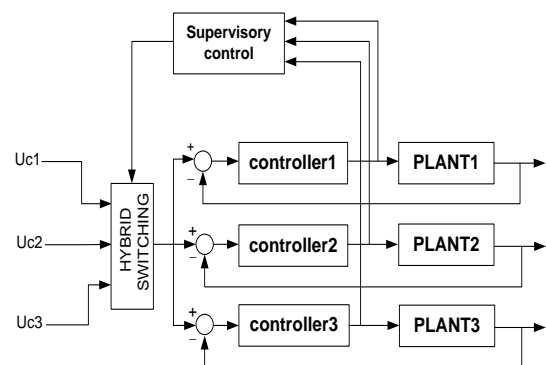 Supervisory
control
Uc1
Uc2
Uc3
HYBRID
SWITCHING
+
−
controller1
PLANT1
+
−
controller2
PLANT2
+
−
controller3
PLANT3